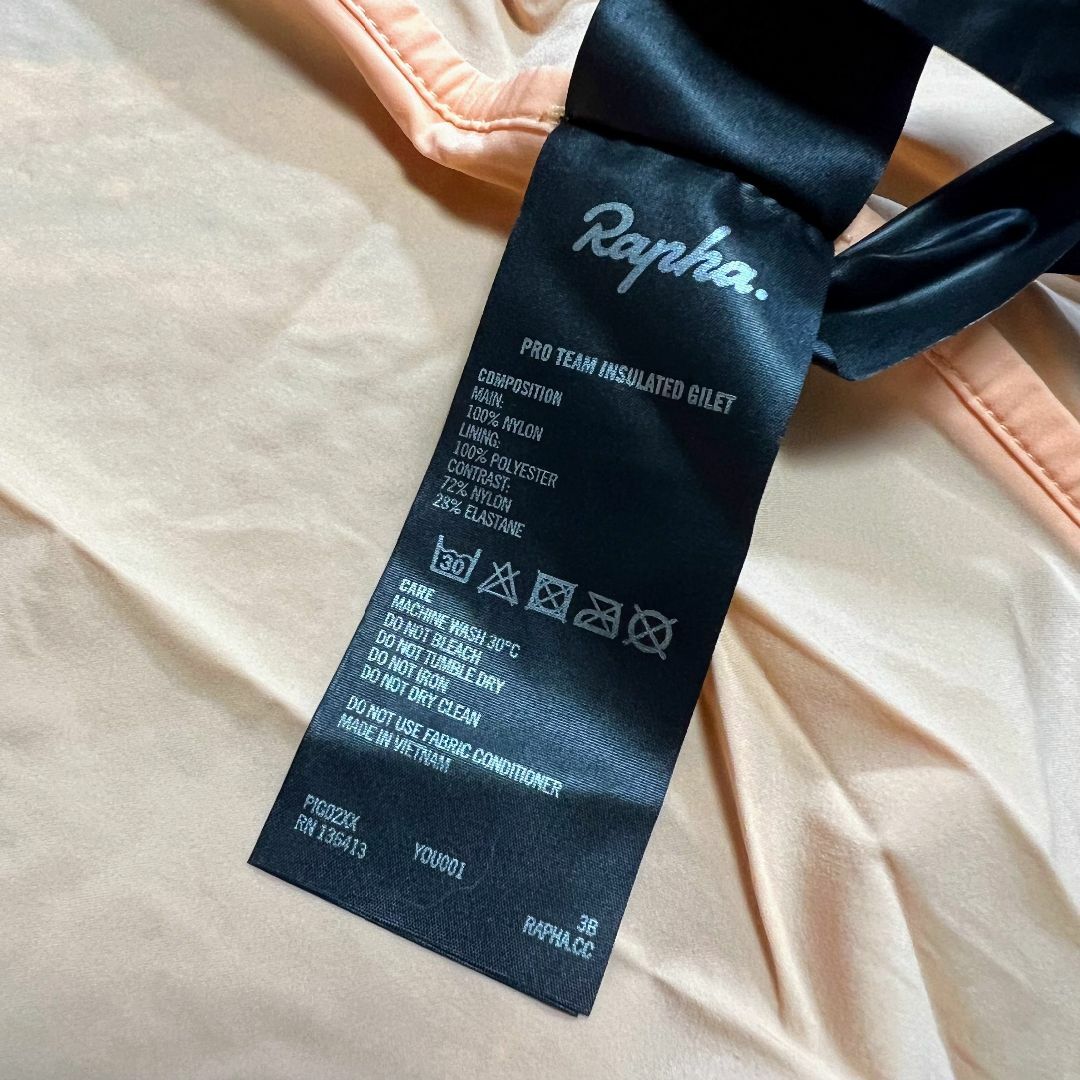 Rapha.
PRO TEAM INSULATED GILET
COMPOSITION
MAIN:
100% NYLON
LINING:
100% POLYESTER
CONTRAST:
72% NYLON
28% ELASTANE
30
CARE
MACHINE WASH 30°C
DO NOT BLEACH
DO NOT TUMBLE DRY
DO NOT IRON
DO NOT DRY CLEAN
DO NOT USE FABRIC CONDITIONER
MADE IN VIETNAM
PIG02XX
RN 136413
YOU001
3B
RAPHA.CC